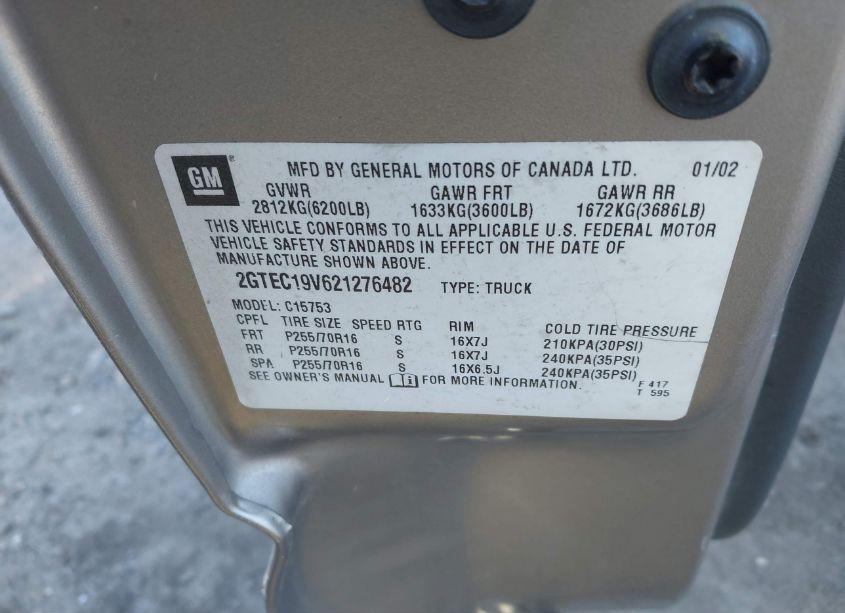 GM® MFD BY GENERAL MOTORS OF CANADA LTD. 01/02
GVWR GAWR FRT GAWR RR
2812KG(6200LB) 1633KG(3600LB) 1672KG(3686LB)
THIS VEHICLE CONFORMS TO ALL APPLICABLE U.S. FEDERAL MOTOR
VEHICLE SAFETY STANDARDS IN EFFECT ON THE DATE OF
MANUFACTURE SHOWN ABOVE.
2GTEC19V621276482 TYPE: TRUCK
MODEL: C15753
CPFL TIRE SIZE SPEED RTG RIM COLD TIRE PRESSURE
FRT P255/70R16 S 16X7J 210KPA(30PSI)
RR P255/70R16 S 16X7J 240KPA(35PSI)
SPA P255/70R16 S 16X6.5J 240KPA(35PSI)
SEE OWNER'S MANUAL i FOR MORE INFORMATION.
F 417
T 595